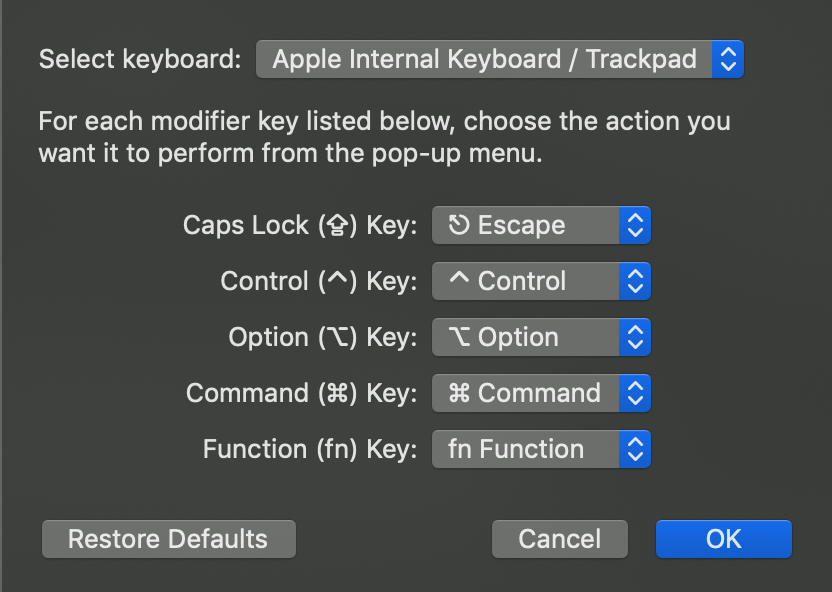 Select keyboard: Apple Internal Keyboard / Trackpad
For each modifier key listed below, choose the action you
want it to perform from the pop-up menu.
Caps Lock (⇪) Key: ⎋ Escape
Control (^) Key: ^ Control
Option (⌥) Key: ⌥ Option
Command (⌘) Key: ⌘ Command
Function (fn) Key: fn Function
Restore Defaults Cancel OK